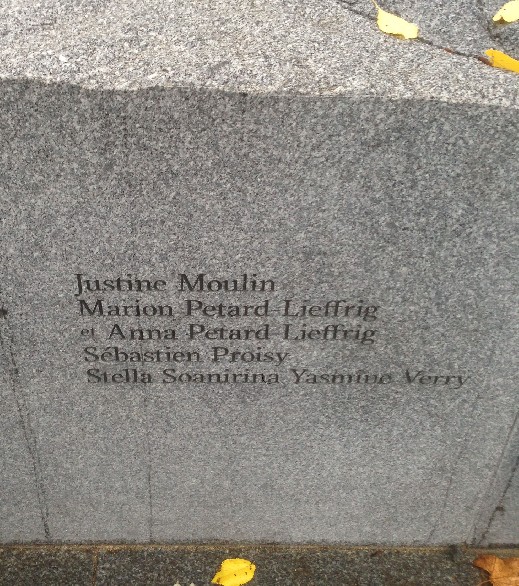 Justine Moulin
Marion Petard-Lieffrig
et Anna Petard-Lieffrig
Sébastien Proisy
Stella Soanirina Yasmine Verry